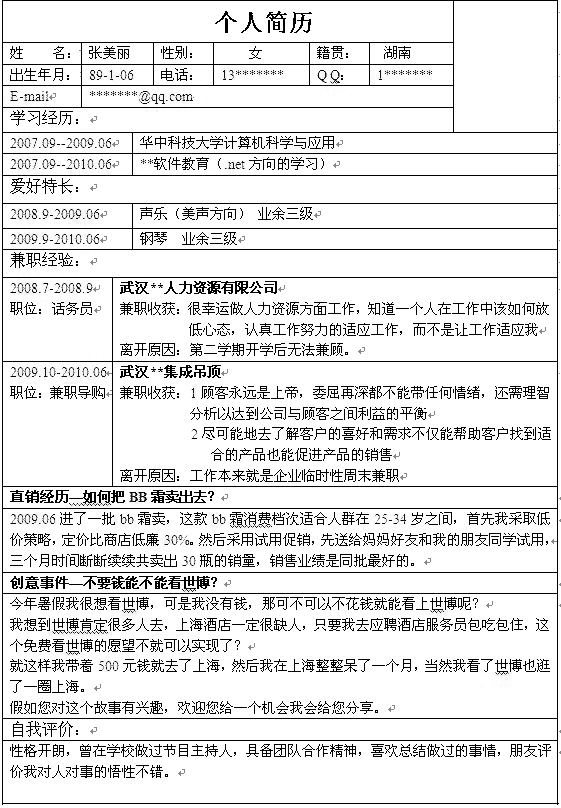 个人简历
姓 名： 张美丽 性别： 女 籍贯： 湖南
出生年月： 89-1-06 电话： 13******* QQ： 1*******
E-mail *******@qq.com
学习经历：
2007.09--2009.06 华中科技大学计算机科学与应用
2007.09--2010.06 **软件教育（.net 方向的学习）
爱好特长：
2008.9-2009.06 声乐（美声方向） 业余三级
2009.9-2010.06 钢琴 业余三级
兼职经验：
2008.7-2008.9 武汉**人力资源有限公司
职位：话务员 兼职收获：很幸运做人力资源方面工作，知道一个人在工作中该如何放
低心态，认真工作努力的适应工作，而不是让工作适应我
离开原因：第二学期开学后无法兼顾。
2009.10-2010.06 武汉**集成吊顶
职位：兼职导购 兼职收获：1 顾客永远是上帝，委屈再深都不能带任何情绪，还需理智
分析以达到公司与顾客之间利益的平衡
2 尽可能地去了解客户的喜好和需求不仅能帮助客户找到适
合的产品也能促进产品的销售
离开原因：工作本来就是企业临时性周末兼职
直销经历—如何把 BB 霜卖出去？
2009.06 进了一批 bb 霜卖，这款 bb 霜消费档次适合人群在 25-34 岁之间，首先我采取低
价策略，定价比商店低廉 30%。然后采用试用促销，先送给妈妈好友和我的朋友同学试用，
三个月时间断断续续共卖出 30 瓶的销量，销售业绩是同批最好的。
创意事件—不要钱能不能看世博？
今年暑假我很想看世博，可是我没有钱，那可不可以不花钱就能看上世博呢？
我想到世博肯定很多人去，上海酒店一定很缺人，只要我去应聘酒店服务员包吃包住，这
个免费看世博的愿望不就可以实现了？
就这样我带着 500 元钱就去了上海，然后我在上海整整呆了一个月，当然我看了世博也逛
了一圈上海。
假如您对这个故事有兴趣，欢迎您给一个机会我会给您分享。
自我评价：
性格开朗，曾在学校做过节目主持人，具备团队合作精神，喜欢总结做过的事情，朋友评
价我对人对事的悟性不错。